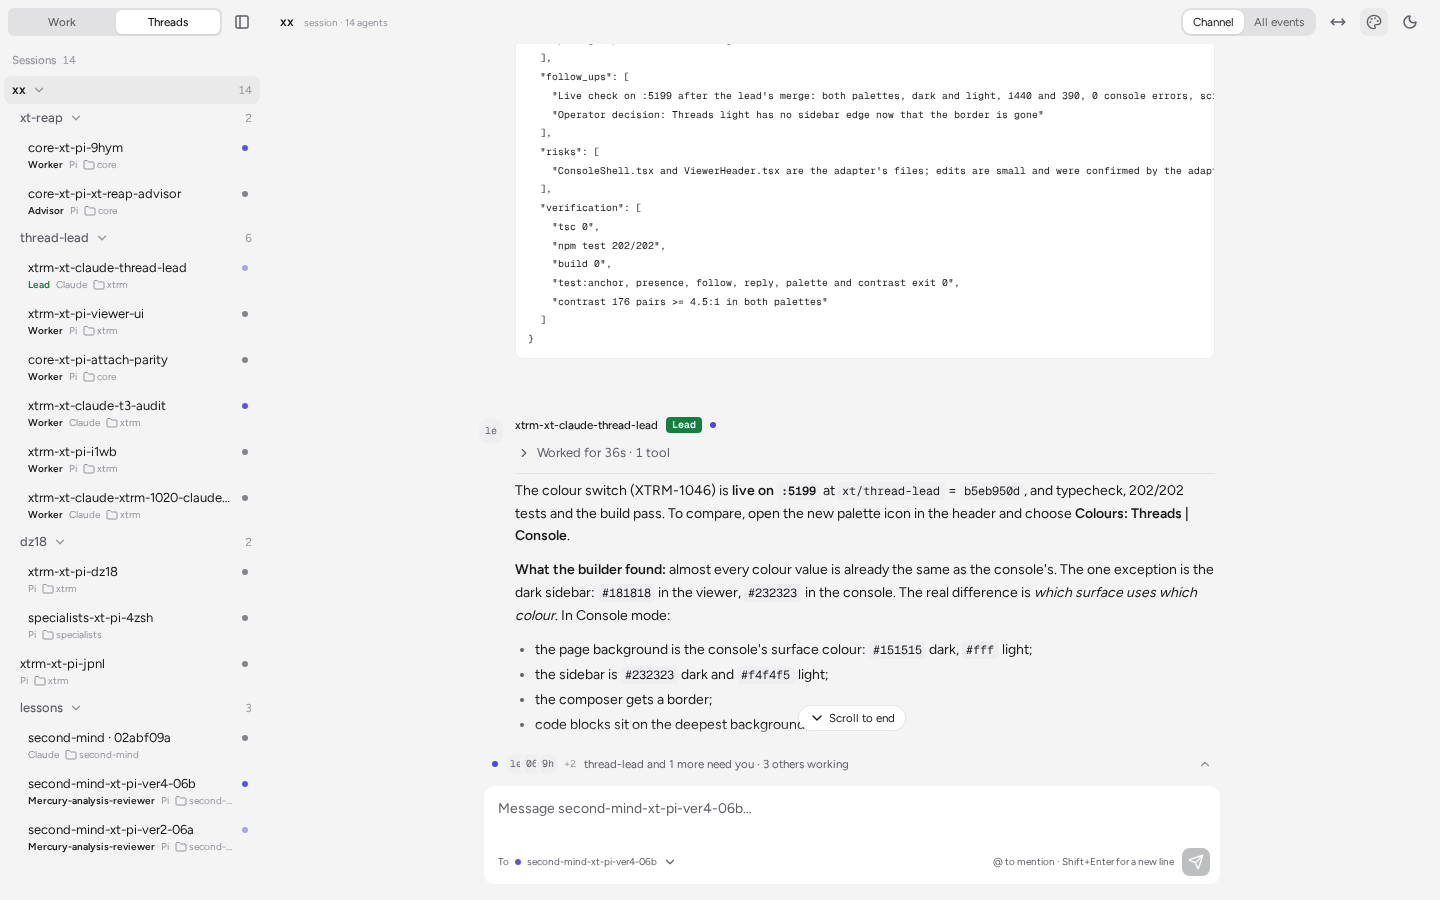 Work
Threads
xx session · 14 agents
Channel
All events
Sessions 14
xx 14
xt-reap 2
core-xt-pi-9hym
Worker Pi core
core-xt-pi-xt-reap-advisor
Advisor Pi core
thread-lead 6
xtrm-xt-claude-thread-lead
Lead Claude xtrm
xtrm-xt-pi-viewer-ui
Worker Pi xtrm
core-xt-pi-attach-parity
Worker Pi core
xtrm-xt-claude-t3-audit
Worker Claude xtrm
xtrm-xt-pi-i1wb
Worker Pi xtrm
xtrm-xt-claude-xtrm-1020-claude...
Worker Claude xtrm
dz18 2
xtrm-xt-pi-dz18
Pi xtrm
specialists-xt-pi-4zsh
Pi specialists
xtrm-xt-pi-jpnl
Pi xtrm
lessons 3
second-mind · 02abf09a
Claude second-mind
second-mind-xt-pi-ver4-06b
Mercury-analysis-reviewer Pi second-...
second-mind-xt-pi-ver2-06a
Mercury-analysis-reviewer Pi second-...
],
"follow_ups": [
"Live check on :5199 after the lead's merge: both palettes, dark and light, 1440 and 390, 0 console errors,
"Operator decision: Threads light has no sidebar edge now that the border is gone"
],
"risks": [
"ConsoleShell.tsx and ViewerHeader.tsx are the adapter's files; edits are small and were confirmed by the
],
"verification": [
"tsc 0",
"npm test 202/202",
"build 0",
"test:anchor, presence, follow, reply, palette and contrast exit 0",
"contrast 176 pairs >= 4.5:1 in both palettes"
]
}
le xtrm-xt-claude-thread-lead Lead
Worked for 36s · 1 tool
The colour switch (XTRM-1046) is live on :5199 at xt/thread-lead = b5eb950d, and typecheck, 202/202
tests and the build pass. To compare, open the new palette icon in the header and choose Colours: Threads |
Console.
What the builder found: almost every colour value is already the same as the console's. The one exception is the
dark sidebar: #181818 in the viewer, #232323 in the console. The real difference is which surface uses which
colour. In Console mode:
• the page background is the console's surface colour: #151515 dark, #fff light;
• the sidebar is #232323 dark and #f4f4f5 light;
• the composer gets a border;
• code blocks sit on the deepest background
Scroll to end
le 9h +2 thread-lead and 1 more need you · 3 others working
Message second-mind-xt-pi-ver4-06b...
To second-mind-xt-pi-ver4-06b
@ to mention · Shift+Enter for a new line